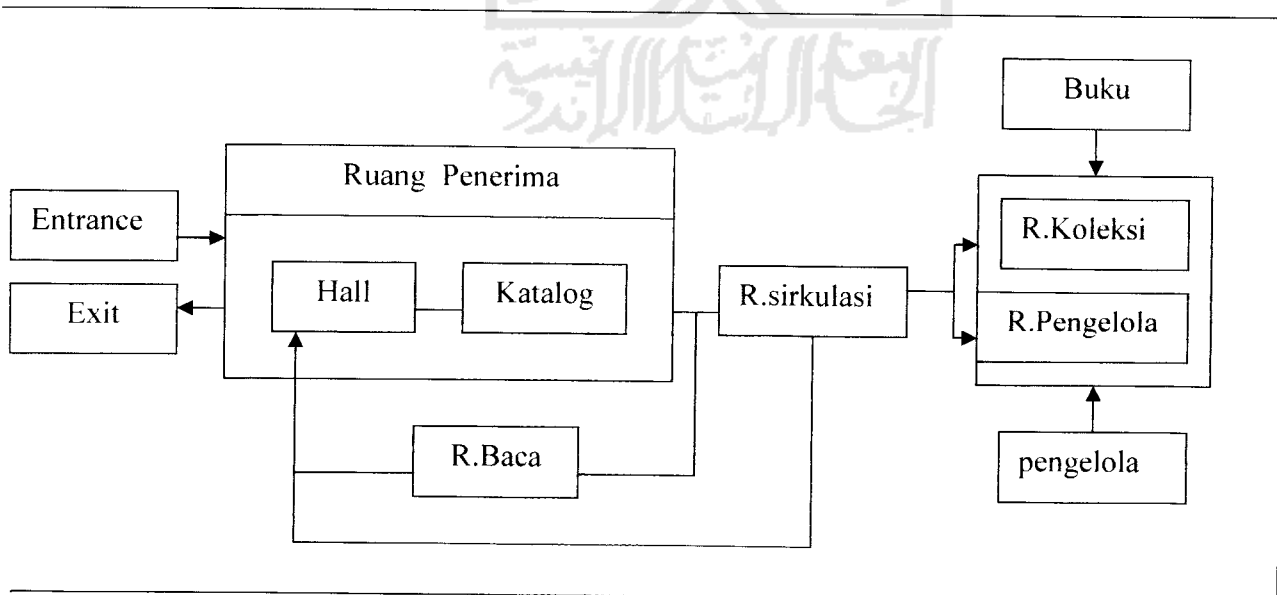 Buku
Ruang Penerima
Entrance
R.Koleksi
Hall
Katalog
R.sirkulasi
Exit
R.Pengelola
R.Baca
pengelola